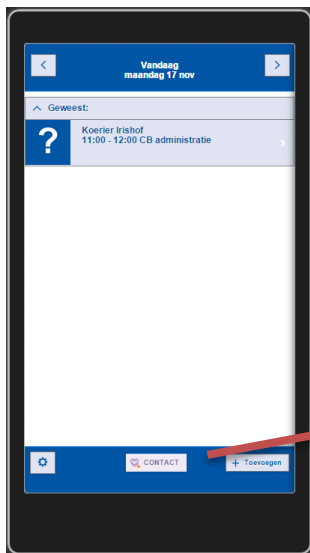 Vandaag
maandag 17 nov
Geweest:
?
Koerier Irishof
11:00 - 12:00 CB administratie
CONTACT
+ Toevoegen